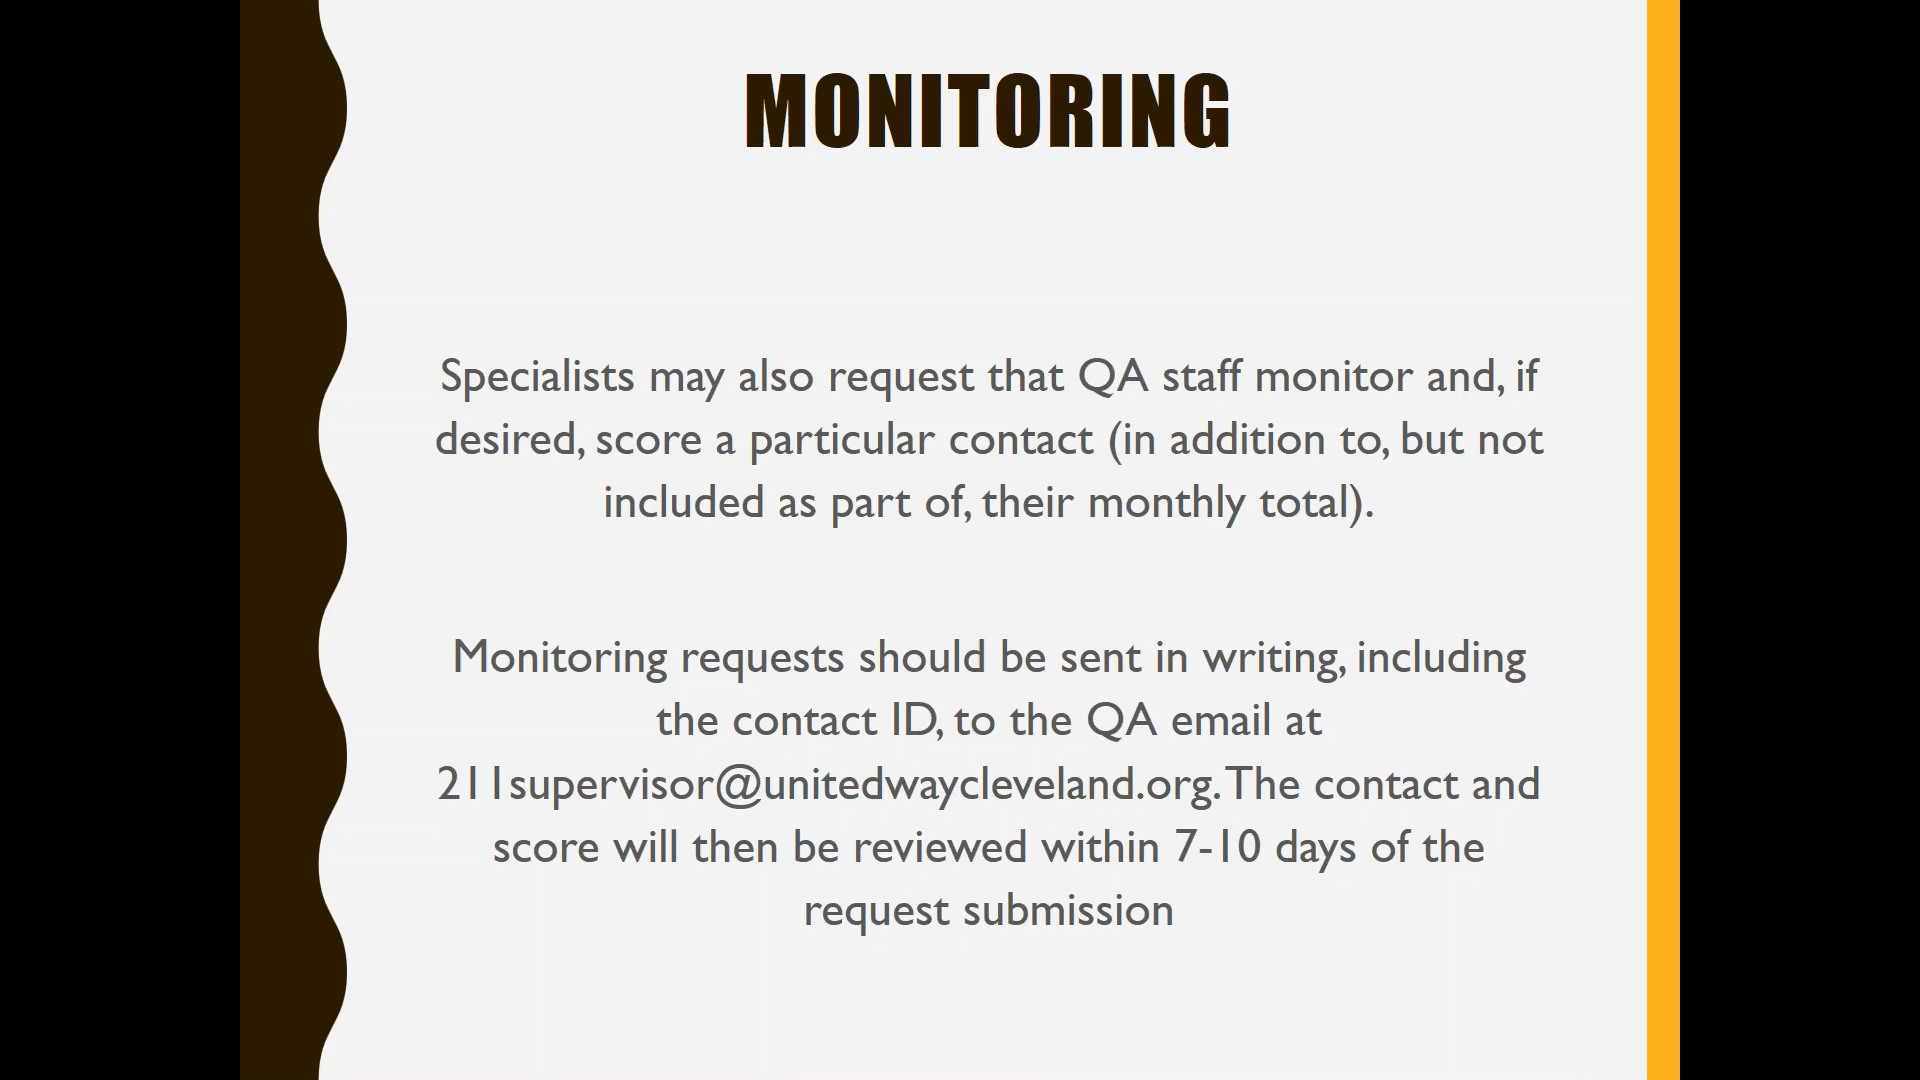 MONITORING
Specialists may also request that QA staff monitor and, if
desired, score a particular contact (in addition to, but not
included as part of, their monthly total).
Monitoring requests should be sent in writing, including
the contact ID, to the QA email at
211supervisor@unitedwaycleveland.org. The contact and
score will then be reviewed within 7-10 days of the
request submission